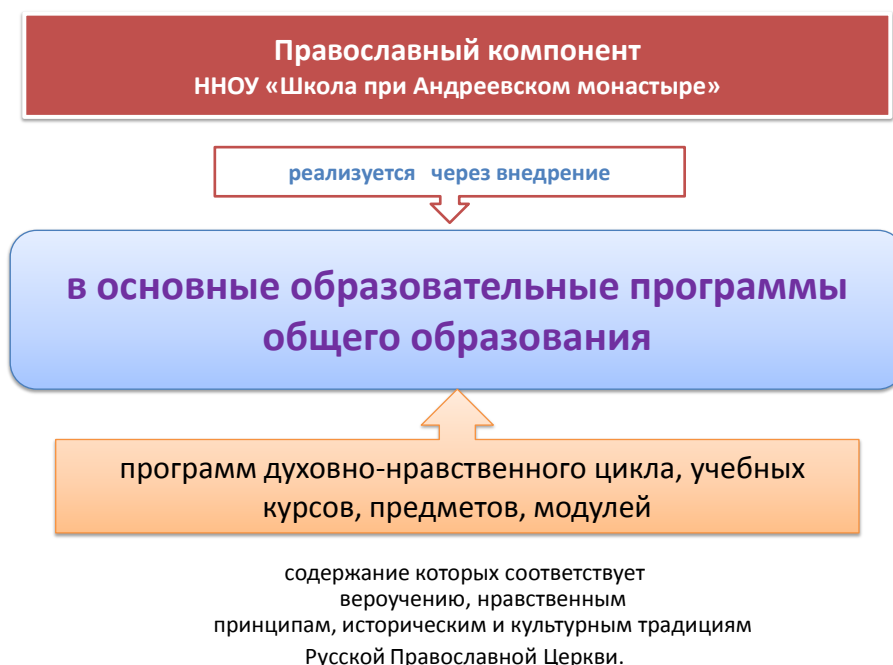 Православный компонент
ННОУ «Школа при Андреевском монастыре»
реализуется через внедрение
в основные образовательные программы
общего образования
программ духовно-нравственного цикла, учебных
курсов, предметов, модулей
содержание которых соответствует
вероучению, нравственным
принципам, историческим и культурным традициям
Русской Православной Церкви.